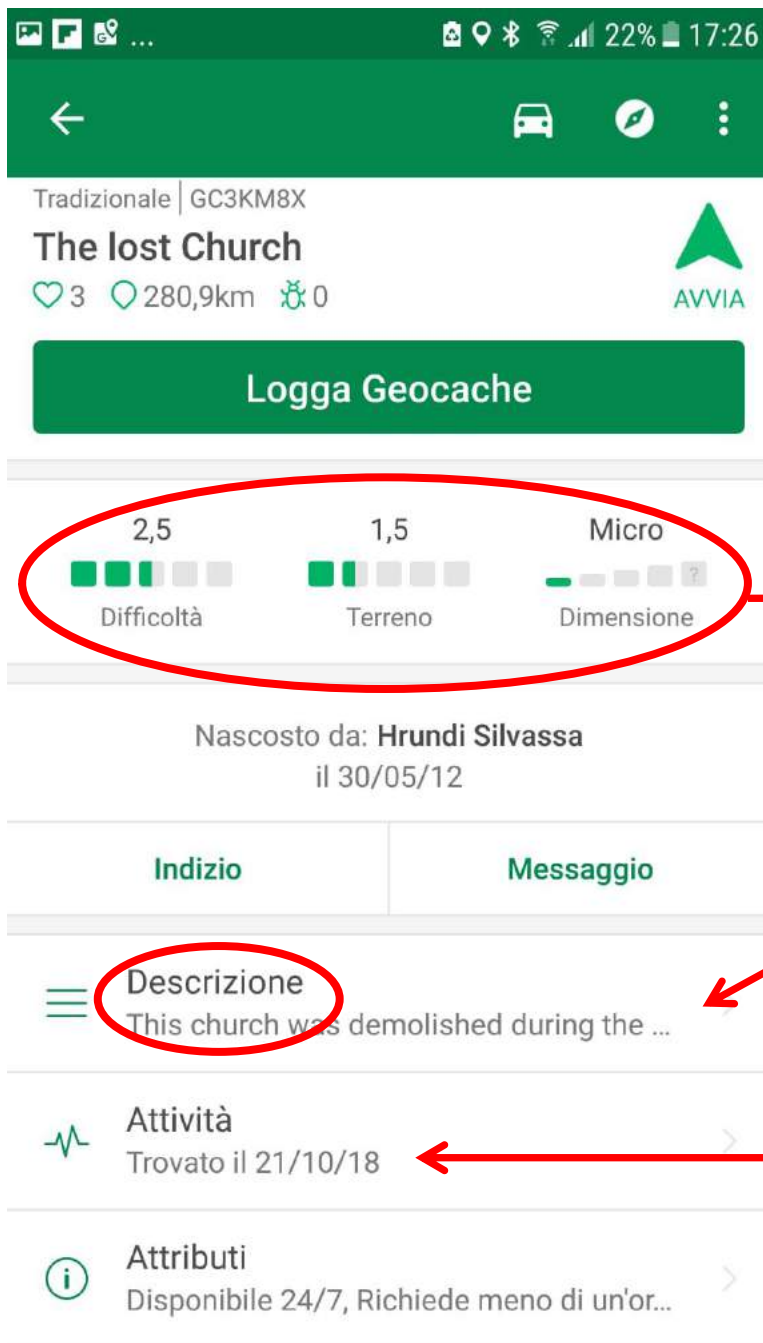 ... 22% 17:26
Tradizionale | GC3KM8X
The lost Church
3 280,9km 0
AVVIA
Logga Geocache
2,5 1,5 Micro
?
Difficoltà Terreno Dimensione
Nascosto da: Hrundi Silvassa
il 30/05/12
Indizio Messaggio
Descrizione
This church was demolished during the ...
Attività
Trovato il 21/10/18
Attributi
Disponibile 24/7, Richiede meno di un'or...